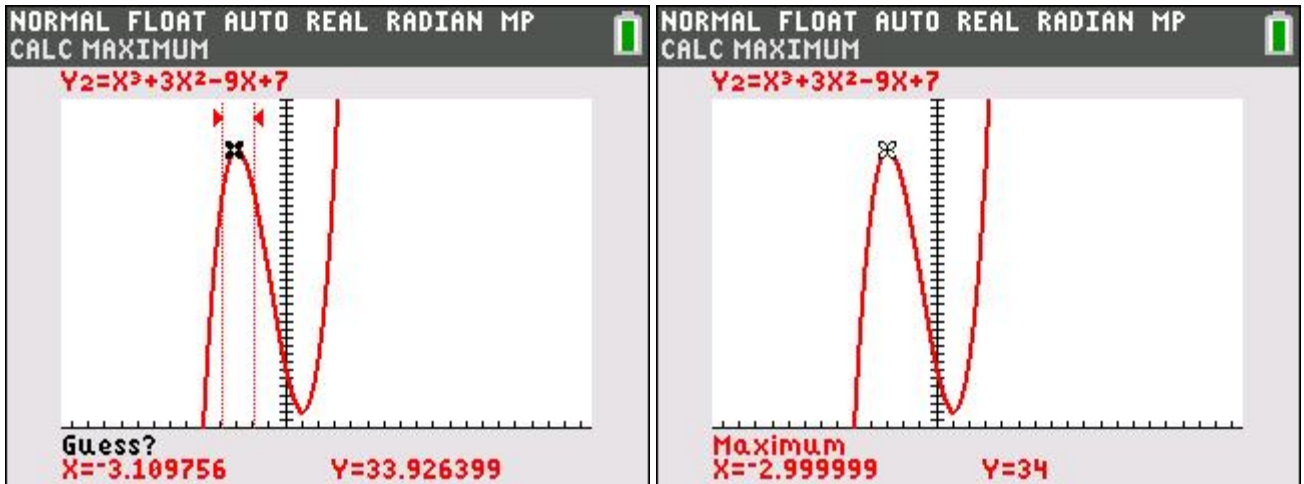 NORMAL FLOAT AUTO REAL RADIAN MP
CALC MAXIMUM
Y₂=X³+3X²-9X+7
Guess?
X=⁻3.109756 Y=33.926399
NORMAL FLOAT AUTO REAL RADIAN MP
CALC MAXIMUM
Y₂=X³+3X²-9X+7
Maximum
X=⁻2.999999 Y=34